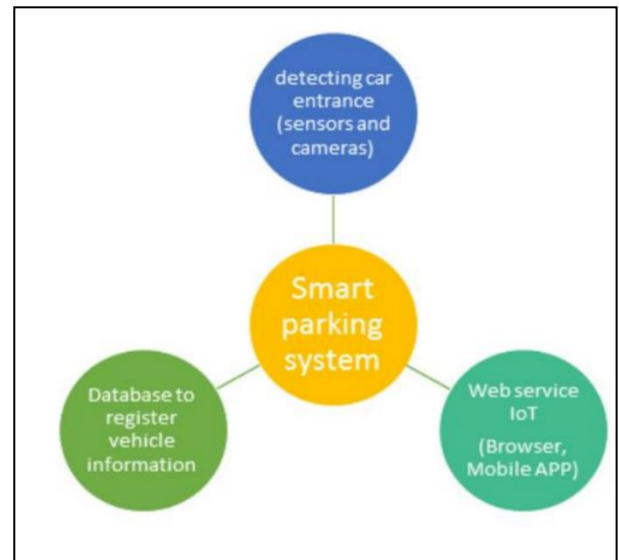 detecting car
entrance
(sensors and
cameras)
Smart
parking
system
Database to
register
vehicle
information
Web service
IoT
(Browser,
Mobile APP)